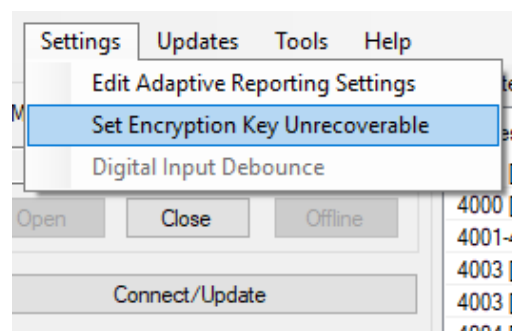 Settings Updates Tools Help
Edit Adaptive Reporting Settings
Set Encryption Key Unrecoverable
Digital Input Debounce
Open Close Offline
4000 [
4001-4
4003 [
Connect/Update
4003 [